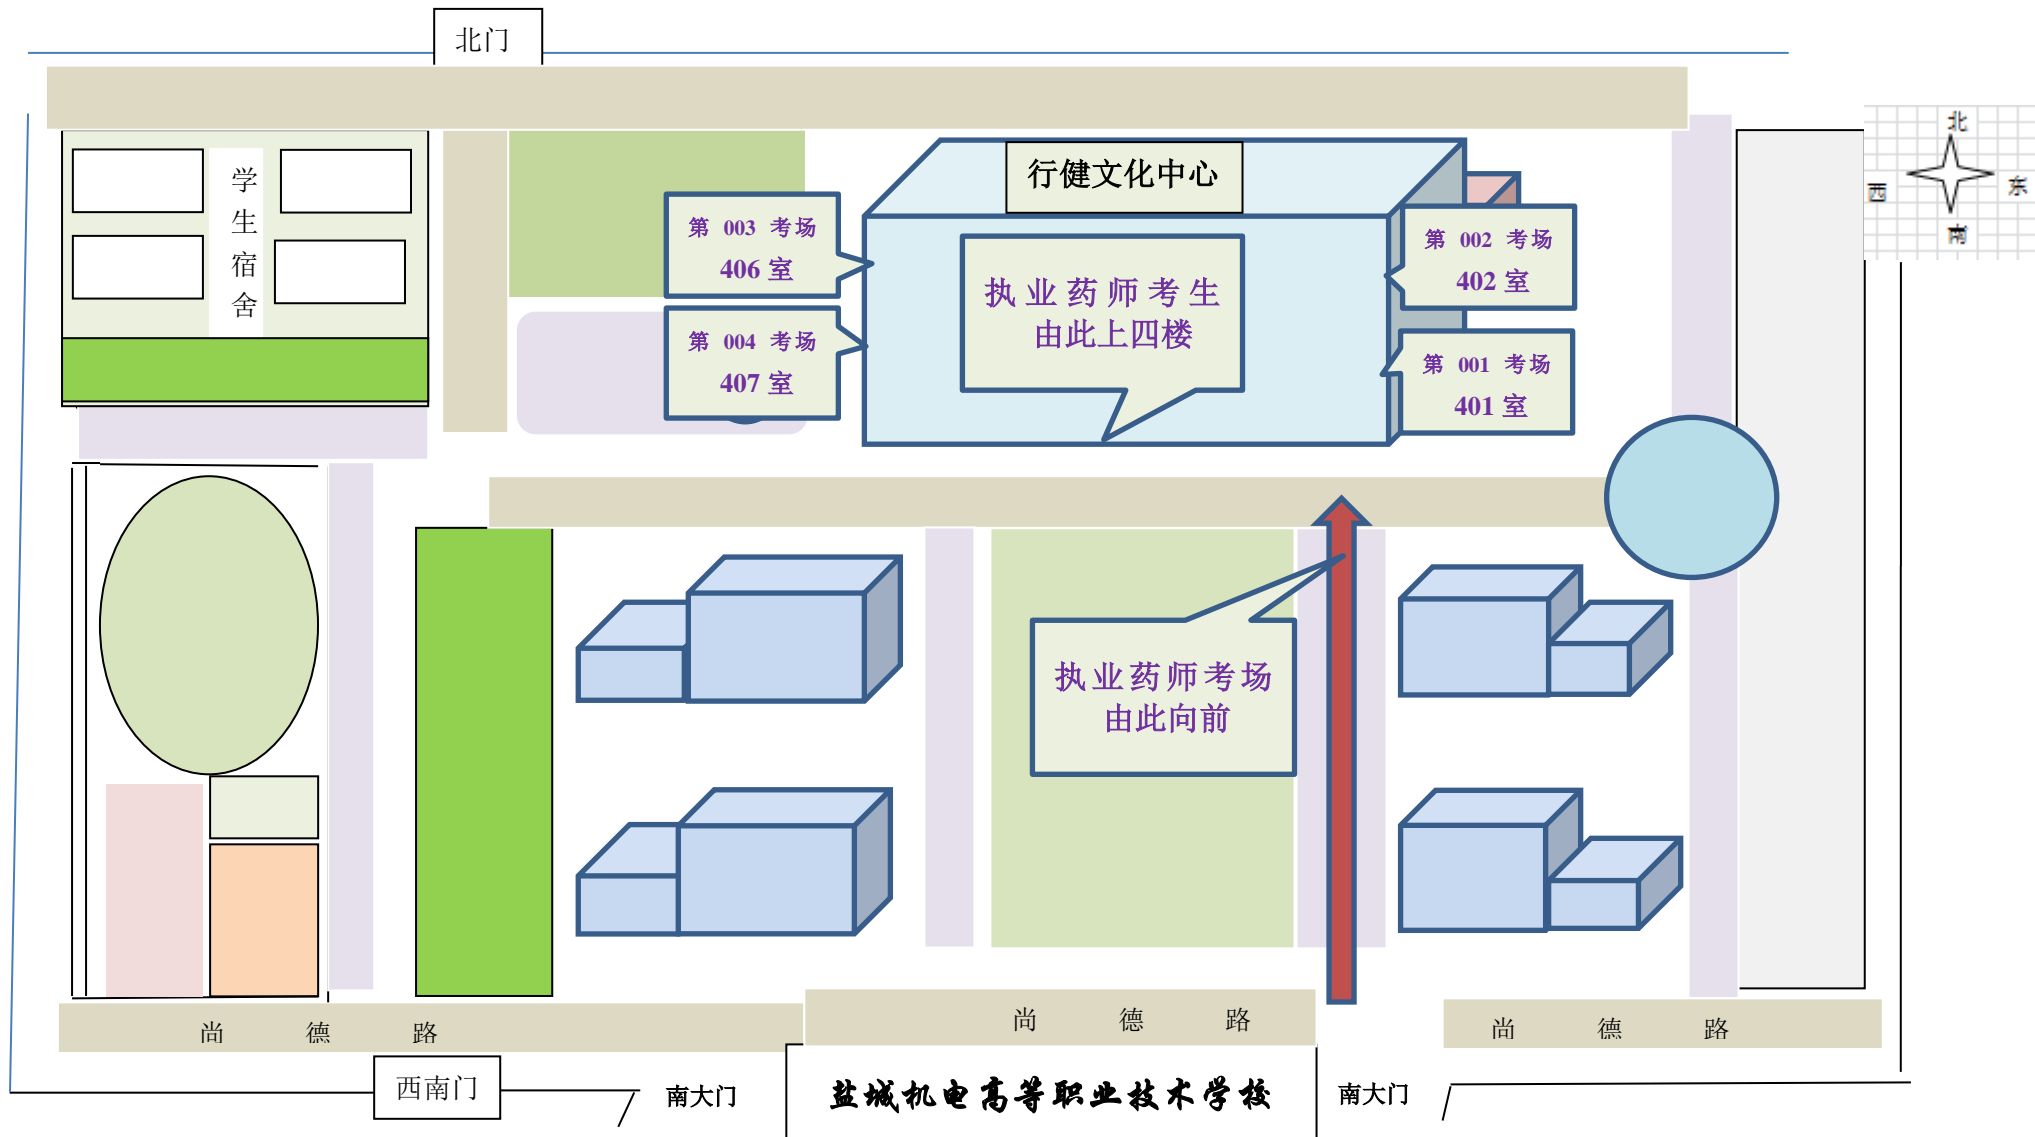 北门
北
西
东
南
学生宿舍
行健文化中心
第 003 考场
406 室
第 002 考场
402 室
执业药师考生
由此上四楼
第 004 考场
407 室
第 001 考场
401 室
执业药师考场
由此向前
尚 德 路
尚 德 路
尚 德 路
西南门
南大门
盐城机电高等职业技术学校
南大门